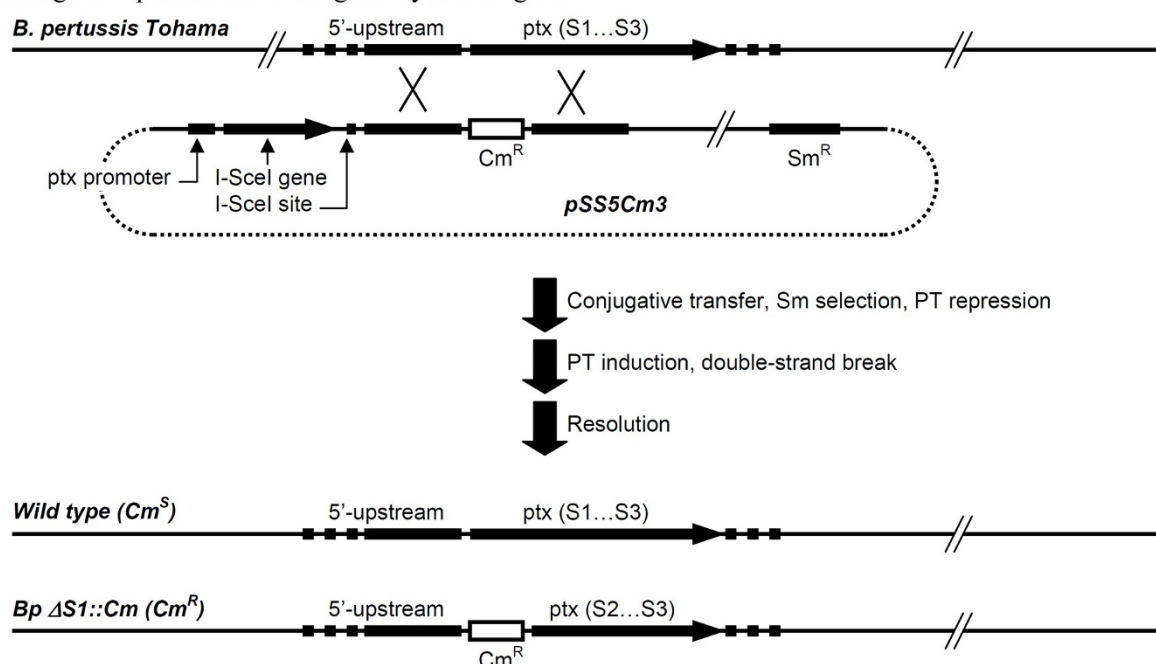 B. pertussis Tohama
5'-upstream
ptx (S1...S3)
Cm^R
Sm^R
ptx promoter
I-SceI gene
I-SceI site
pSS5Cm3
Conjugative transfer, Sm selection, PT repression
PT induction, double-strand break
Resolution
Wild type (Cm^S)
5'-upstream
ptx (S1...S3)
Bp ΔS1::Cm (Cm^R)
5'-upstream
ptx (S2...S3)
Cm^R